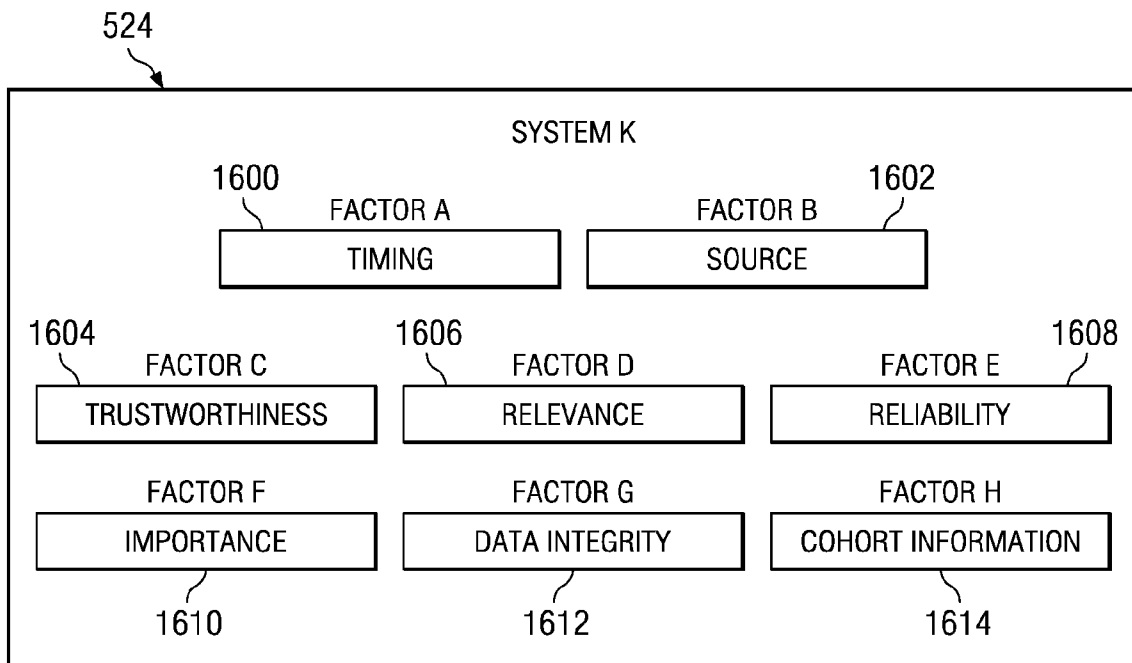 524
SYSTEM K
1600 1602
FACTOR A FACTOR B
TIMING SOURCE
1604 1606 1608
FACTOR C FACTOR D FACTOR E
TRUSTWORTHINESS RELEVANCE RELIABILITY
FACTOR F FACTOR G FACTOR H
IMPORTANCE DATA INTEGRITY COHORT INFORMATION
1610 1612 1614